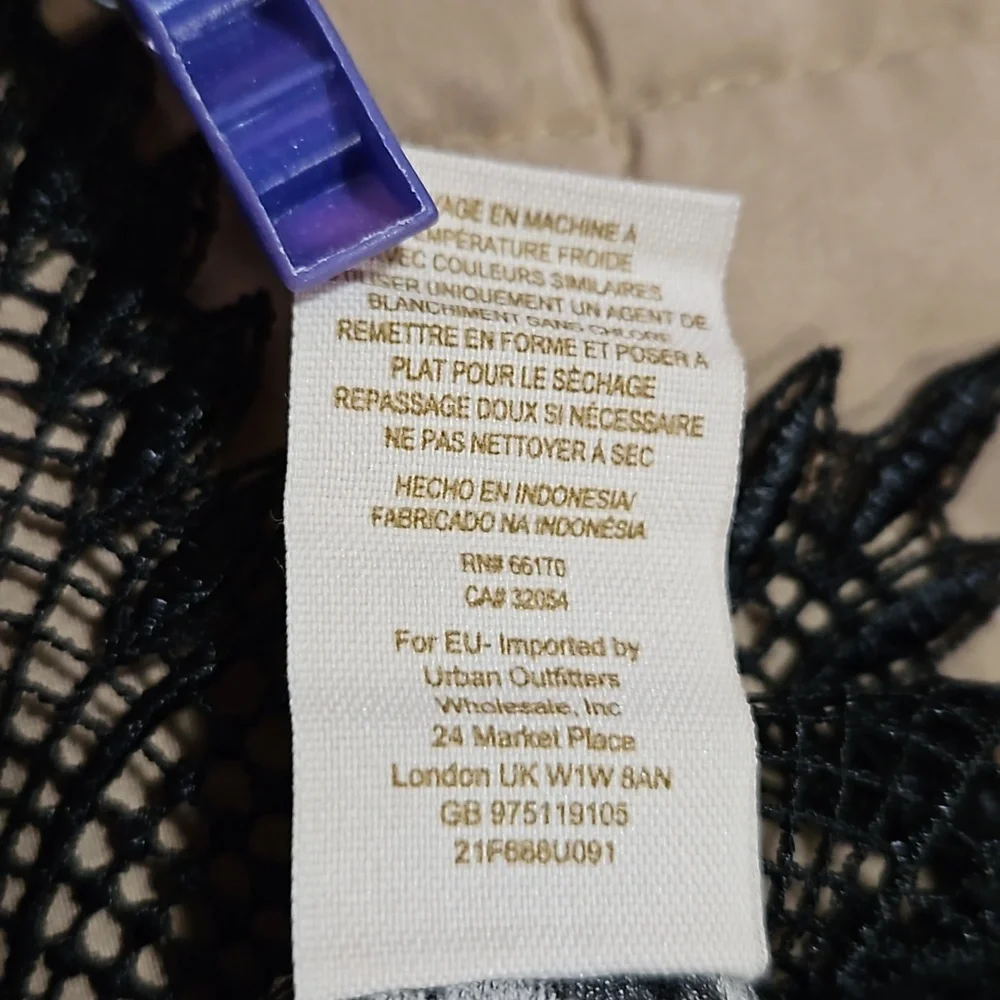 EN MACHINE À
TEMPÉRATURE FROIDE
AVEC COULEURS SIMILAIRES
UTILISER UNIQUEMENT UN AGENT DE
BLANCHIMENT SANS CHLORE
REMETTRE EN FORME ET POSER À
PLAT POUR LE SÉCHAGE
REPASSAGE DOUX SI NÉCESSAIRE
NE PAS NETTOYER À SEC
HECHO EN INDONESIA/
FABRICADO NA INDONÉSIA
RN# 66170
CA# 32054
For EU- Imported by
Urban Outfitters
Wholesale, Inc
24 Market Place
London UK W1W 8AN
GB 975119105
21F688U091